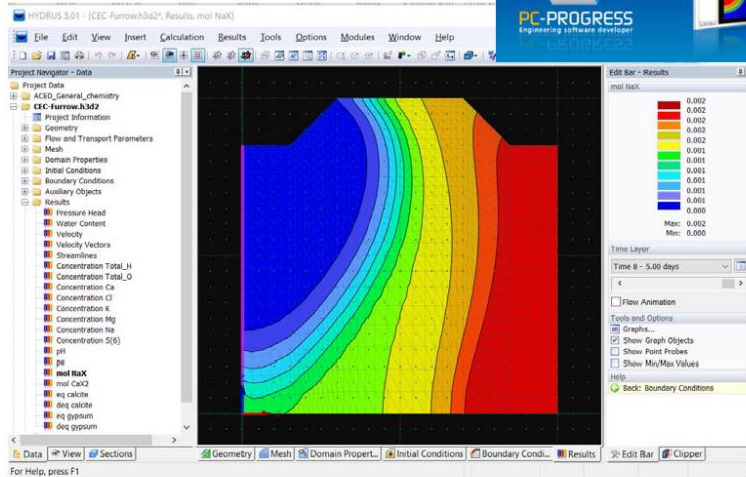 HYDRUS 5.01 - [CEC-Furrow.h3d2*, Results, mol NaX]
PC-PROGRESS
Engineering software developer
File Edit View Insert Calculation Results Tools Options Modules Window Help
Project Navigator - Data
Project Data
ACED_General_chemistry
CEC-Furrow.h3d2
Project Information
Geometry
Flow and Transport Parameters
Mesh
Domain Properties
Initial Conditions
Boundary Conditions
Auxiliary Objects
Results
Pressure Head
Water Content
Velocity
Velocity Vectors
Streamlines
Concentration Total_H
Concentration Total_O
Concentration Ca
Concentration Cl
Concentration K
Concentration Mg
Concentration Na
Concentration S(6)
pH
pe
mol NaX
mol CaX2
eq calcite
deq calcite
eq gypsum
deq gypsum
Data View Sections
Geometry Mesh Domain Propert... Initial Conditions Boundary Condi... Results
Edit Bar - Results
mol NaX
0.002
0.002
0.002
0.002
0.001
0.001
0.001
0.001
0.001
0.001
0.000
Max: 0.002
Min: 0.000
Time Layer
Time 8 - 5.00 days
Flow Animation
Tools and Options
Graphs...
Show Graph Objects
Show Point Probes
Show Min/Max Values
Help
Back: Boundary Conditions
Edit Bar Clipper
For Help, press F1